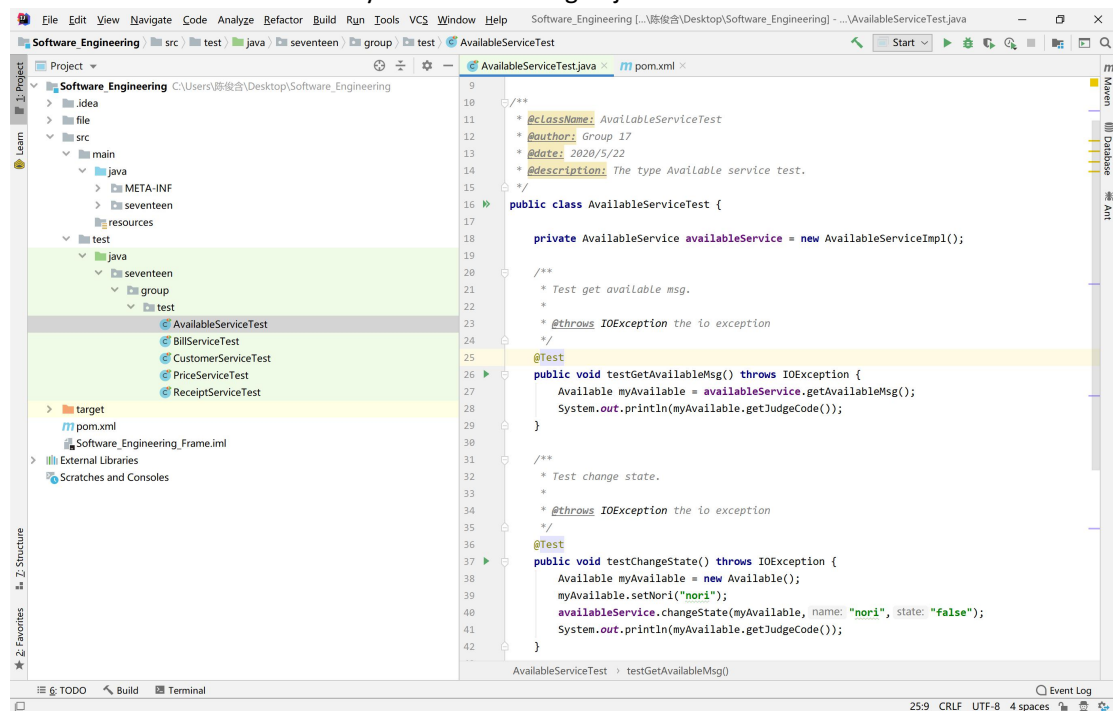 File Edit View Navigate Code Analyze Refactor Build Run Tools VCS Window Help Software_Engineering [...\陈俊含\Desktop\Software_Engineering] - ...\AvailableServiceTest.java
Software_Engineering src test java seventeen group test AvailableServiceTest Start
Project
AvailableServiceTest.java pom.xml
1: Project
Learn
7: Structure
2: Favorites
Software_Engineering C:\Users\陈俊含\Desktop\Software_Engineering
.idea
file
src
main
java
META-INF
seventeen
resources
test
java
seventeen
group
test
AvailableServiceTest
BillServiceTest
CustomerServiceTest
PriceServiceTest
ReceiptServiceTest
target
pom.xml
Software_Engineering_Frame.iml
External Libraries
Scratches and Consoles
9
10 /**
11 * @className: AvailableServiceTest
12 * @author: Group 17
13 * @date: 2020/5/22
14 * @description: The type Available service test.
15 */
16 public class AvailableServiceTest {
17
18 private AvailableService availableService = new AvailableServiceImpl();
19
20 /**
21 * Test get available msg.
22 *
23 * @throws IOException the io exception
24 */
25 @Test
26 public void testGetAvailableMsg() throws IOException {
27 Available myAvailable = availableService.getAvailableMsg();
28 System.out.println(myAvailable.getJudgeCode());
29 }
30
31 /**
32 * Test change state.
33 *
34 * @throws IOException the io exception
35 */
36 @Test
37 public void testChangeState() throws IOException {
38 Available myAvailable = new Available();
39 myAvailable.setNori("nori");
40 availableService.changeState(myAvailable, name: "nori", state: "false");
41 System.out.println(myAvailable.getJudgeCode());
42 }
AvailableServiceTest › testGetAvailableMsg()
Maven
Database
Ant
6: TODO Build Terminal Event Log
25:9 CRLF UTF-8 4 spaces